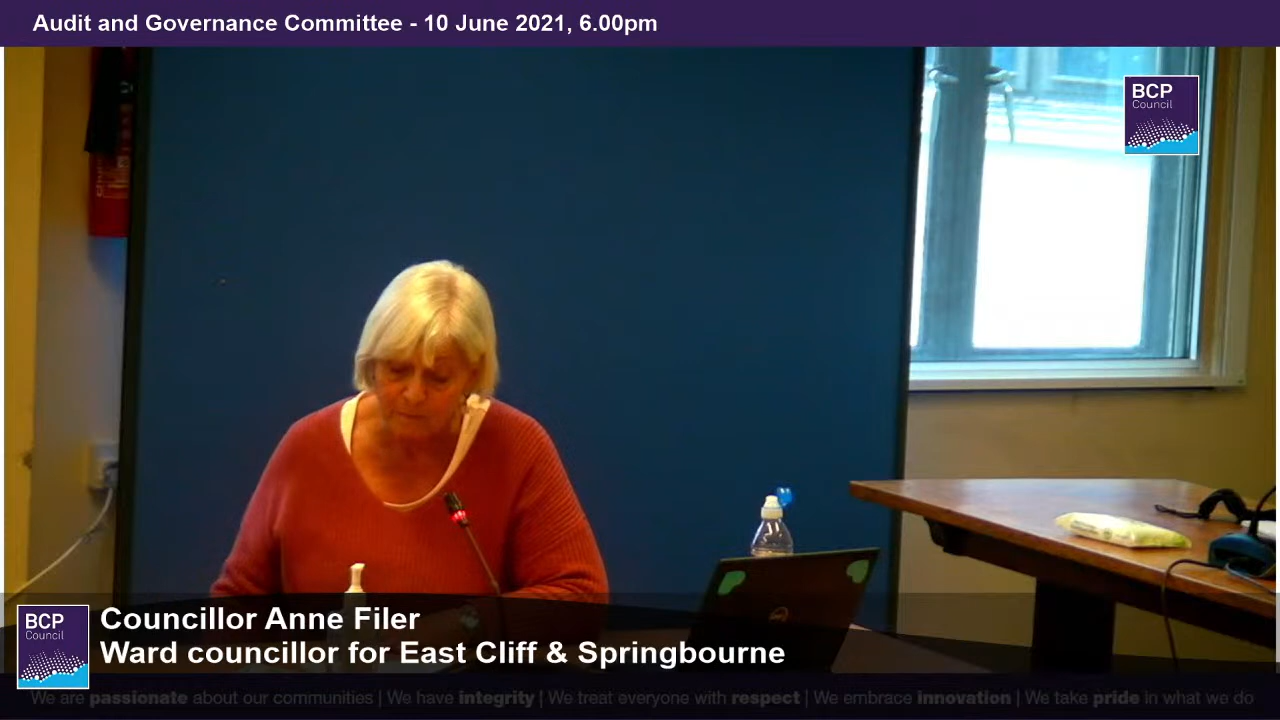 Audit and Governance Committee - 10 June 2021, 6.00pm
BCP
Council
BCP
Council
Councillor Anne Filer
Ward councillor for East Cliff & Springbourne
We are passionate about our communities | We have integrity | We treat everyone with respect | We embrace innovation | We take pride in what we do